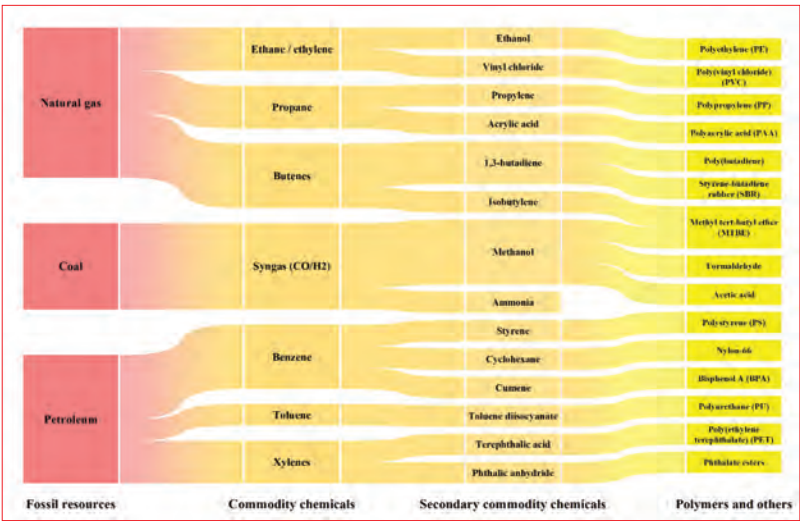 Natural gas
Coal
Petroleum
Fossil resources
Ethane / ethylene
Propane
Butenes
Syngas (CO/H2)
Benzene
Toluene
Xylenes
Commodity chemicals
Ethanol
Vinyl chloride
Propylene
Acrylic acid
1,3-butadiene
Isobutylene
Methanol
Ammonia
Styrene
Cyclohexane
Cumene
Toluene diisocyanate
Terephthalic acid
Phthalic anhydride
Secondary commodity chemicals
Polyethylene (PE)
Poly(vinyl chloride)
(PVC)
Polypropylene (PP)
Polyacrylic acid (PAA)
Poly(butadiene)
Styrene-butadiene
rubber (SBR)
Methyl tert-butyl ether
(MTBE)
Formaldehyde
Acetic acid
Polystyrene (PS)
Nylon-66
Bisphenol A (BPA)
Polyurethane (PU)
Poly(ethylene
terephthalate) (PET)
Phthalate esters
Polymers and others